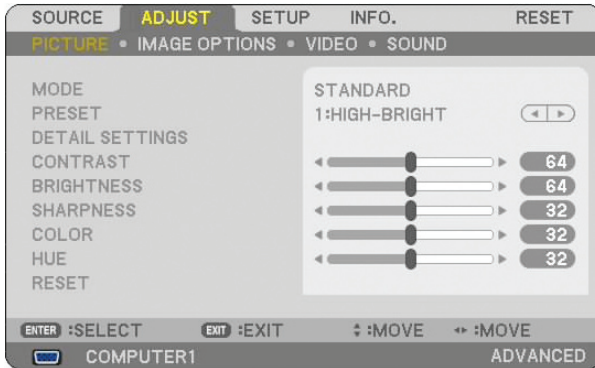 SOURCE ADJUST SETUP INFO. RESET
PICTURE • IMAGE OPTIONS • VIDEO • SOUND
MODE STANDARD
PRESET 1:HIGH-BRIGHT
DETAIL SETTINGS
CONTRAST 64
BRIGHTNESS 64
SHARPNESS 32
COLOR 32
HUE 32
RESET
ENTER :SELECT EXIT :EXIT :MOVE :MOVE
COMPUTER1 ADVANCED